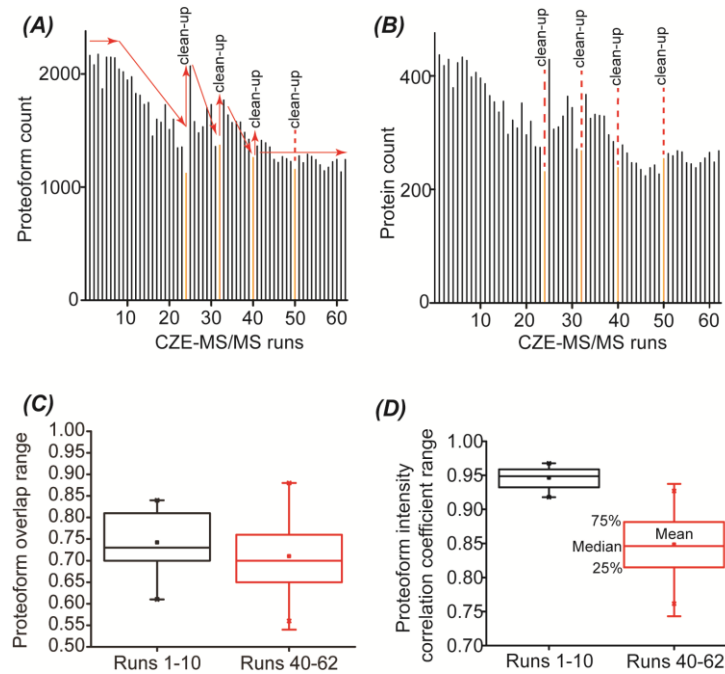 (A)
Proteoform count
2000
1000
0
clean-up
clean-up
clean-up
clean-up
10 20 30 40 50 60
CZE-MS/MS runs
(B)
Protein count
400
200
0
clean-up
clean-up
clean-up
clean-up
10 20 30 40 50 60
CZE-MS/MS runs
(C)
Proteoform overlap range
1.00
0.95
0.90
0.85
0.80
0.75
0.70
0.65
0.60
0.55
0.50
Runs 1-10 Runs 40-62
(D)
Proteoform intensity
correlation coefficient range
1.00
0.95
0.90
0.85
0.80
0.75
0.70
75%
Mean
Median
25%
Runs 1-10 Runs 40-62